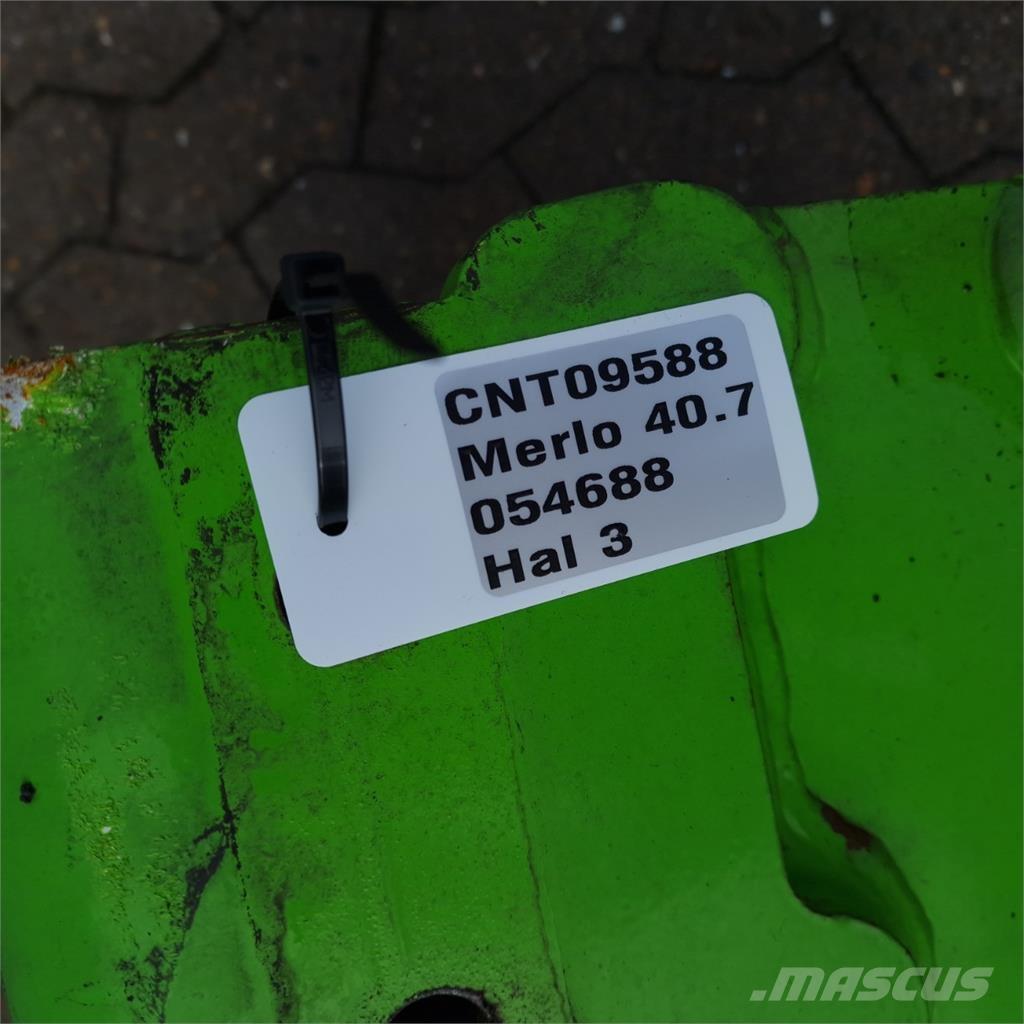 CNT09588
Merlo 40.7
054688
Hal 3
.MASCUS